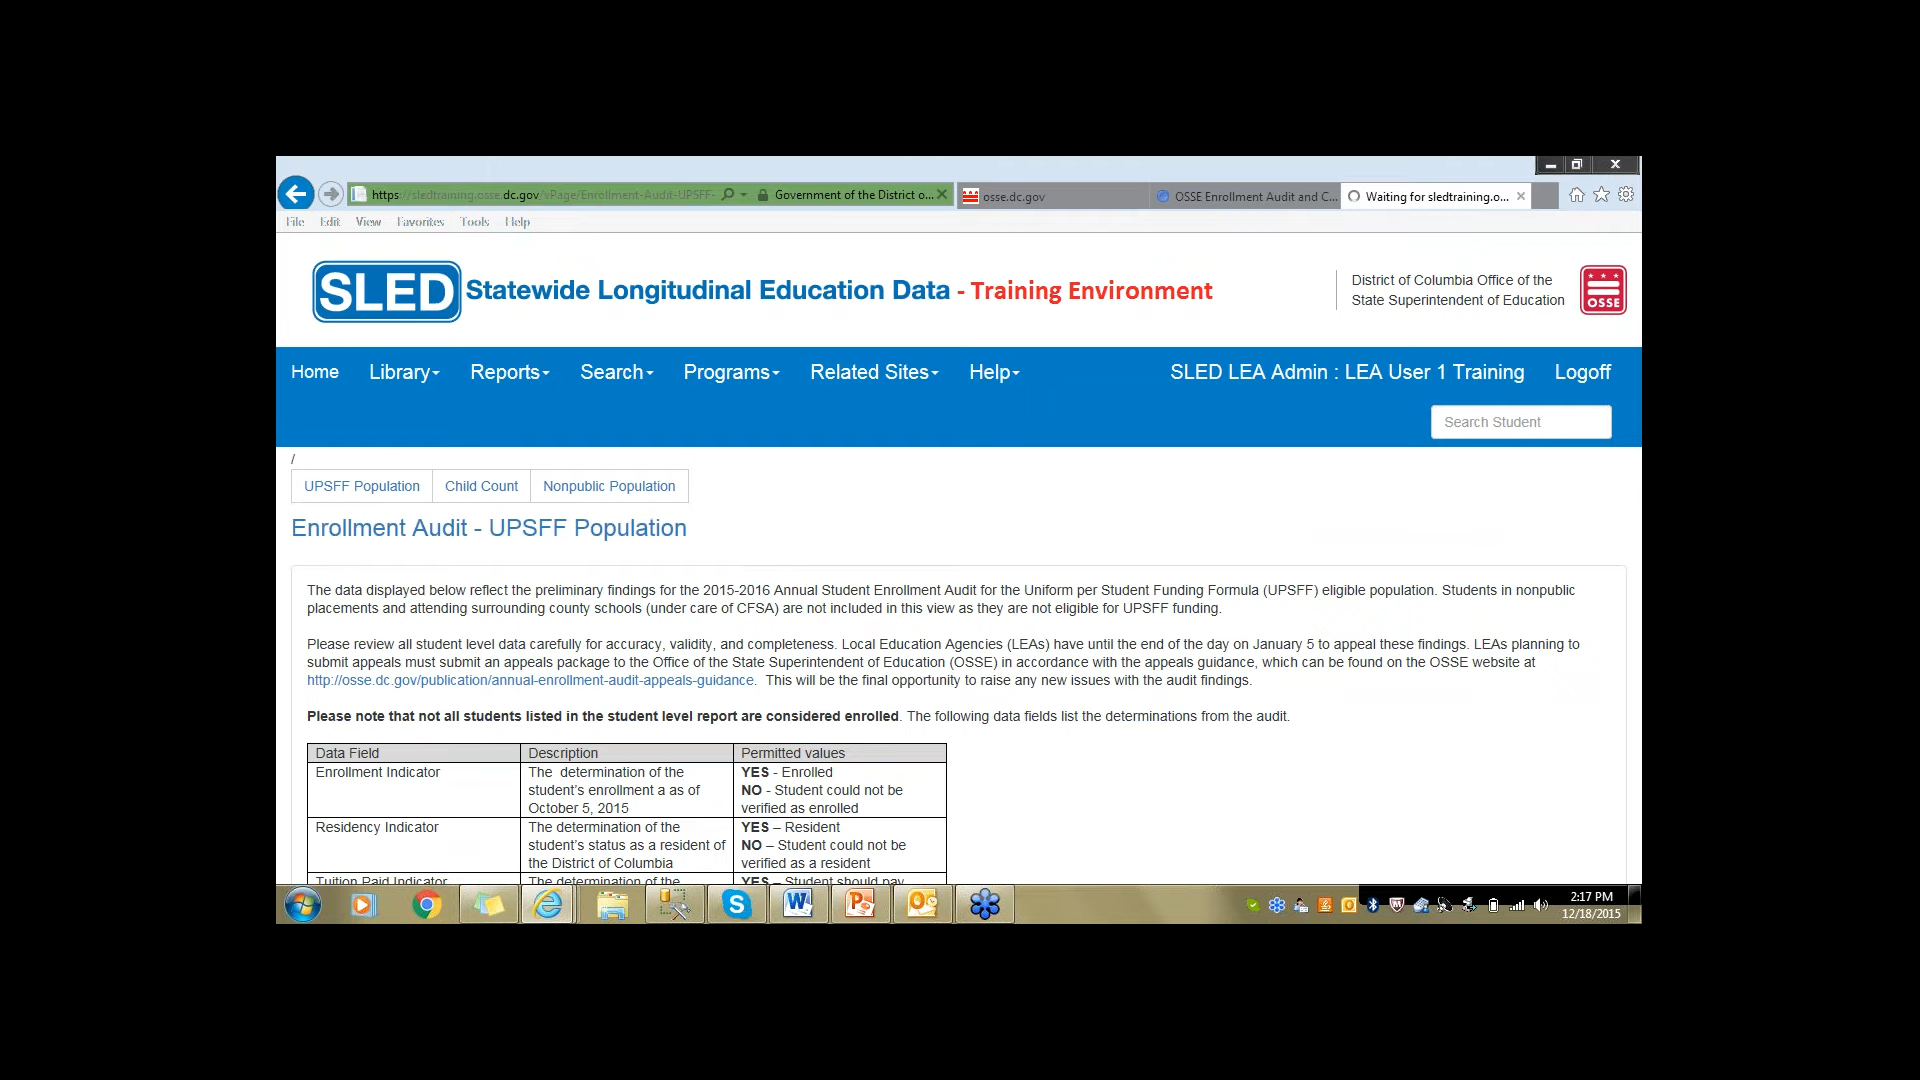 https://sledtraining.osse.dc.gov/vPage/Enrollment-Audit-UPSFF- Government of the District o... osse.dc.gov OSSE Enrollment Audit and C... Waiting for sledtraining.o...
File Edit View Favorites Tools Help
SLED Statewide Longitudinal Education Data - Training Environment
District of Columbia Office of the
State Superintendent of Education
OSSE
Home Library Reports Search Programs Related Sites Help SLED LEA Admin : LEA User 1 Training Logoff
Search Student
/
UPSFF Population Child Count Nonpublic Population
Enrollment Audit - UPSFF Population
The data displayed below reflect the preliminary findings for the 2015-2016 Annual Student Enrollment Audit for the Uniform per Student Funding Formula (UPSFF) eligible population. Students in nonpublic
placements and attending surrounding county schools (under care of CFSA) are not included in this view as they are not eligible for UPSFF funding.
Please review all student level data carefully for accuracy, validity, and completeness. Local Education Agencies (LEAs) have until the end of the day on January 5 to appeal these findings. LEAs planning to
submit appeals must submit an appeals package to the Office of the State Superintendent of Education (OSSE) in accordance with the appeals guidance, which can be found on the OSSE website at
http://osse.dc.gov/publication/annual-enrollment-audit-appeals-guidance. This will be the final opportunity to raise any new issues with the audit findings.
Please note that not all students listed in the student level report are considered enrolled. The following data fields list the determinations from the audit.
Data Field Description Permitted values
Enrollment Indicator The determination of the YES - Enrolled
student's enrollment a as of NO - Student could not be
October 5, 2015 verified as enrolled
Residency Indicator The determination of the YES – Resident
student's status as a resident of NO – Student could not be
the District of Columbia verified as a resident
Tuition Paid Indicator The determination of the YES – Student should pay
2:17 PM
12/18/2015